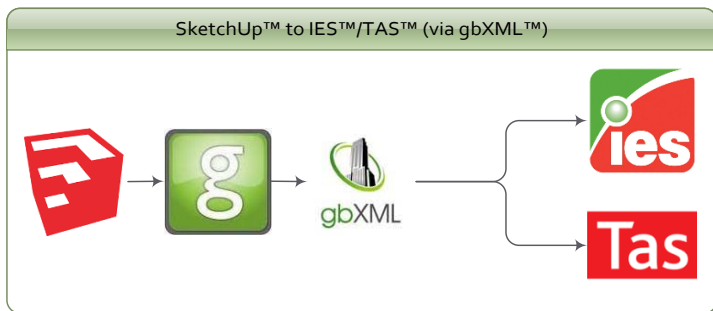 SketchUp™ to IES™/TAS™ (via gbXML™)
g
gbXML
ies
Tas